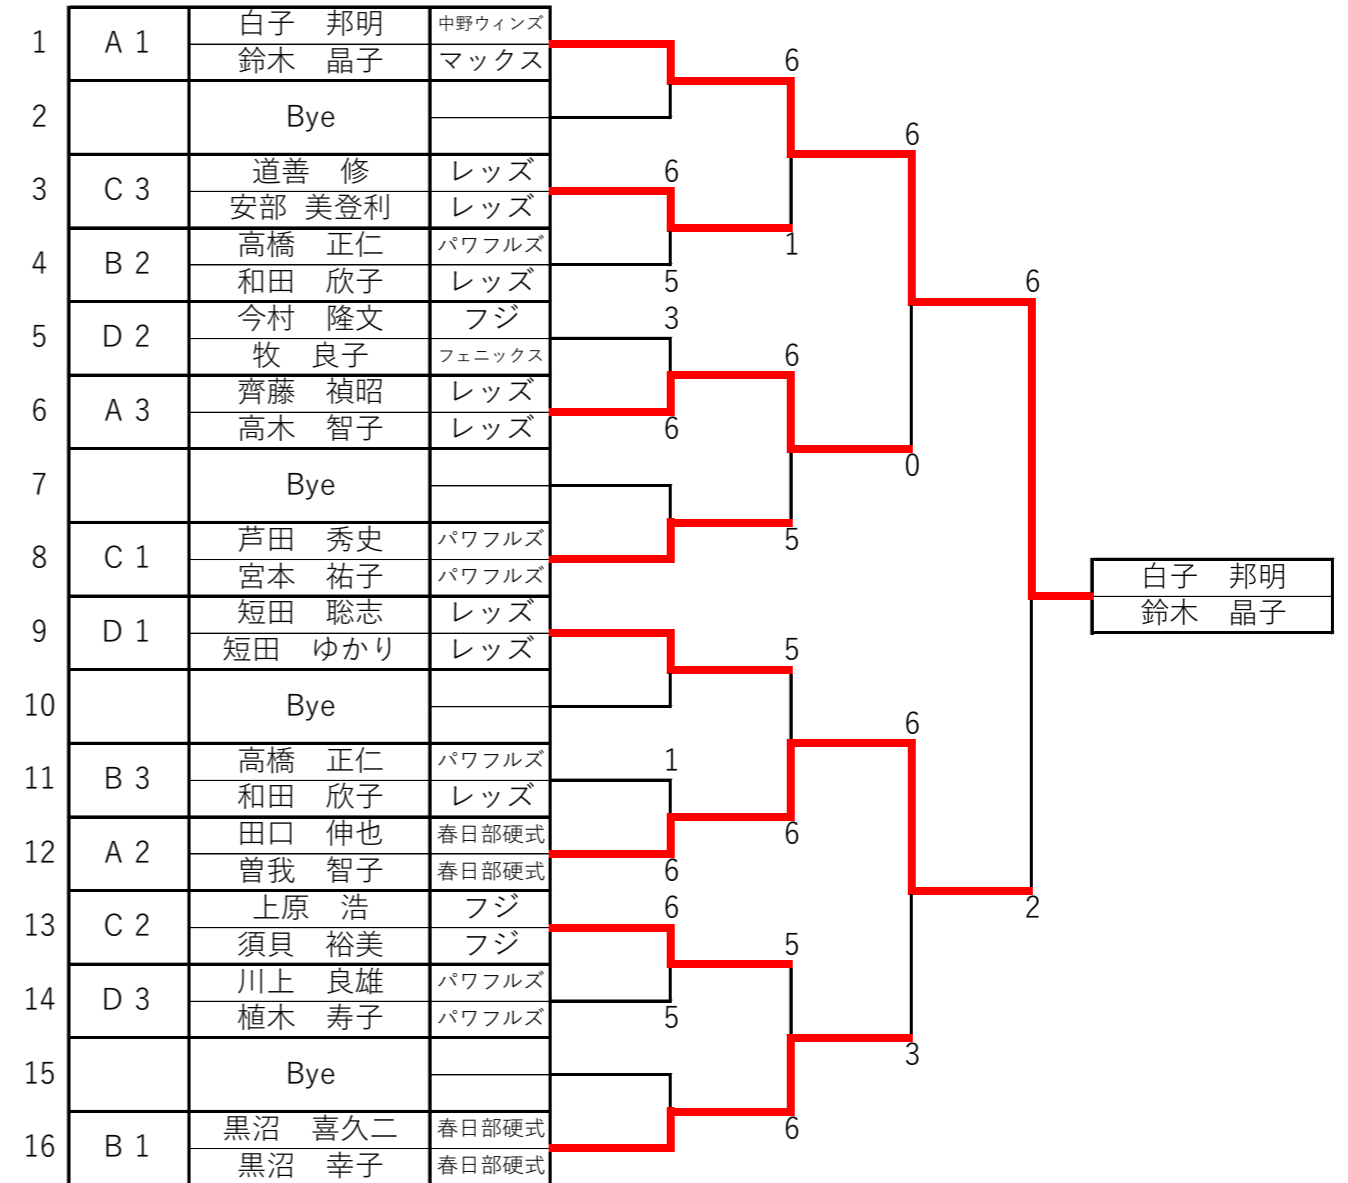 1 A 1 白子　邦明 中野ウィンズ
鈴木　晶子 マックス
2 Bye
3 C 3 道善　修 レッズ
安部 美登利 レッズ
4 B 2 高橋　正仁 パワフルズ
和田　欣子 レッズ
5 D 2 今村　隆文 フジ
牧　良子 フェニックス
6 A 3 齊藤　禎昭 レッズ
高木　智子 レッズ
7 Bye
8 C 1 芦田　秀史 パワフルズ
宮本　祐子 パワフルズ
9 D 1 短田　聡志 レッズ
短田　ゆかり レッズ
10 Bye
11 B 3 高橋　正仁 パワフルズ
和田　欣子 レッズ
12 A 2 田口　伸也 春日部硬式
曽我　智子 春日部硬式
13 C 2 上原　浩 フジ
須貝　裕美 フジ
14 D 3 川上　良雄 パワフルズ
植木　寿子 パワフルズ
15 Bye
16 B 1 黒沼　喜久二 春日部硬式
黒沼　幸子 春日部硬式
6
5
3
6
1
6
6
5
6
1
6
5
5
6
5
6
6
0
6
3
6
2
白子　邦明
鈴木　晶子